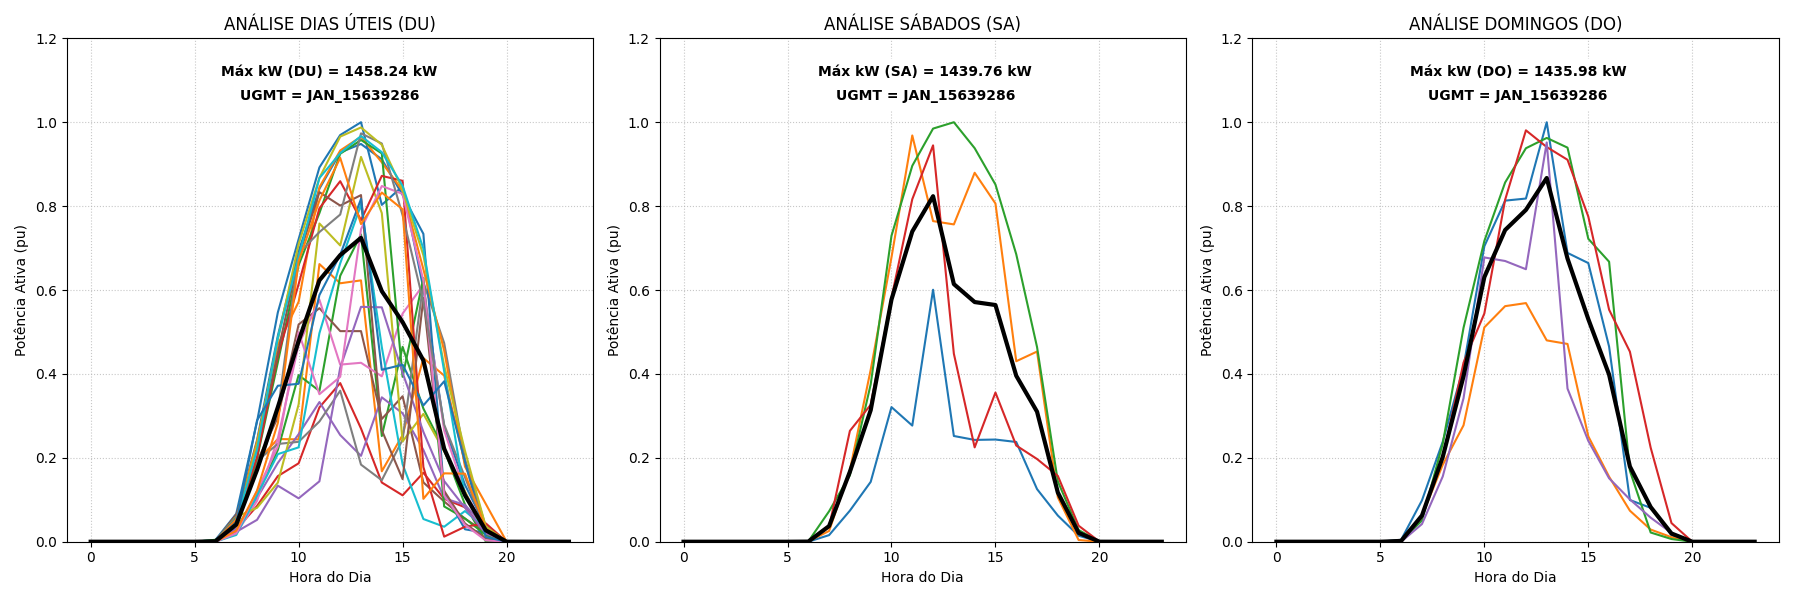 ANÁLISE DIAS ÚTEIS (DU)
Máx kW (DU) = 1458.24 kW
UGMT = JAN_15639286
Potência Ativa (pu)
1.2
1.0
0.8
0.6
0.4
0.2
0.0
0 5 10 15 20
Hora do Dia
ANÁLISE SÁBADOS (SA)
Máx kW (SA) = 1439.76 kW
UGMT = JAN_15639286
Potência Ativa (pu)
1.2
1.0
0.8
0.6
0.4
0.2
0.0
0 5 10 15 20
Hora do Dia
ANÁLISE DOMINGOS (DO)
Máx kW (DO) = 1435.98 kW
UGMT = JAN_15639286
Potência Ativa (pu)
1.2
1.0
0.8
0.6
0.4
0.2
0.0
0 5 10 15 20
Hora do Dia